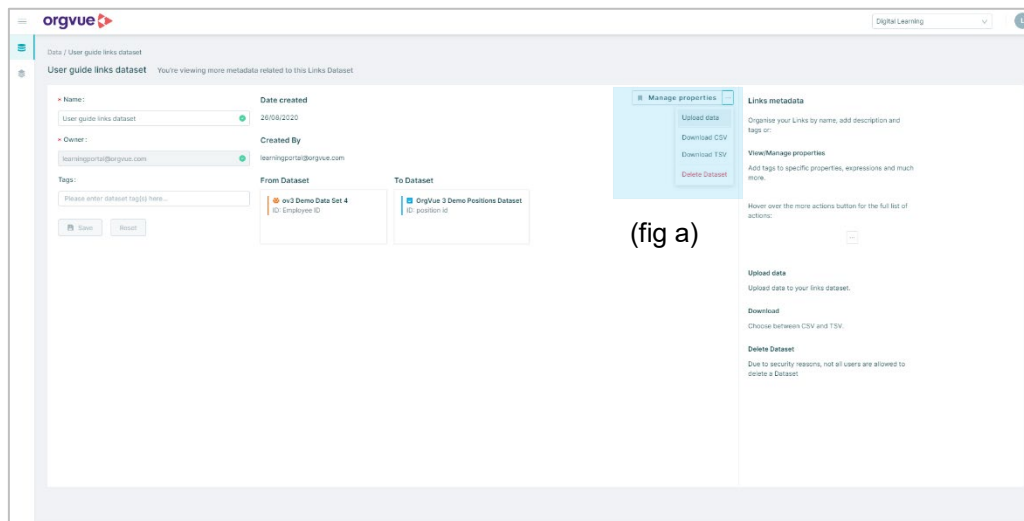 orgvue
Digital Learning
Data / User guide links dataset
User guide links dataset You're viewing more metadata related to this Links Dataset
* Name:
User guide links dataset
* Owner:
learningportal@orgvue.com
Tags:
Please enter dataset tag(s) here...
Save Reset
Date created
26/08/2020
Created By
learningportal@orgvue.com
From Dataset
ov3 Demo Data Set 4
ID: Employee ID
To Dataset
OrgVue 3 Demo Positions Dataset
ID: position id
Manage properties ...
Upload data
Download CSV
Download TSV
Delete Dataset
(fig a)
Links metadata
Organise your Links by name, add description and
tags or:
View/Manage properties
Add tags to specific properties, expressions and much
more.
Hover over the more actions button for the full list of
actions:
...
Upload data
Upload data to your links dataset.
Download
Choose between CSV and TSV.
Delete Dataset
Due to security reasons, not all users are allowed to
delete a Dataset